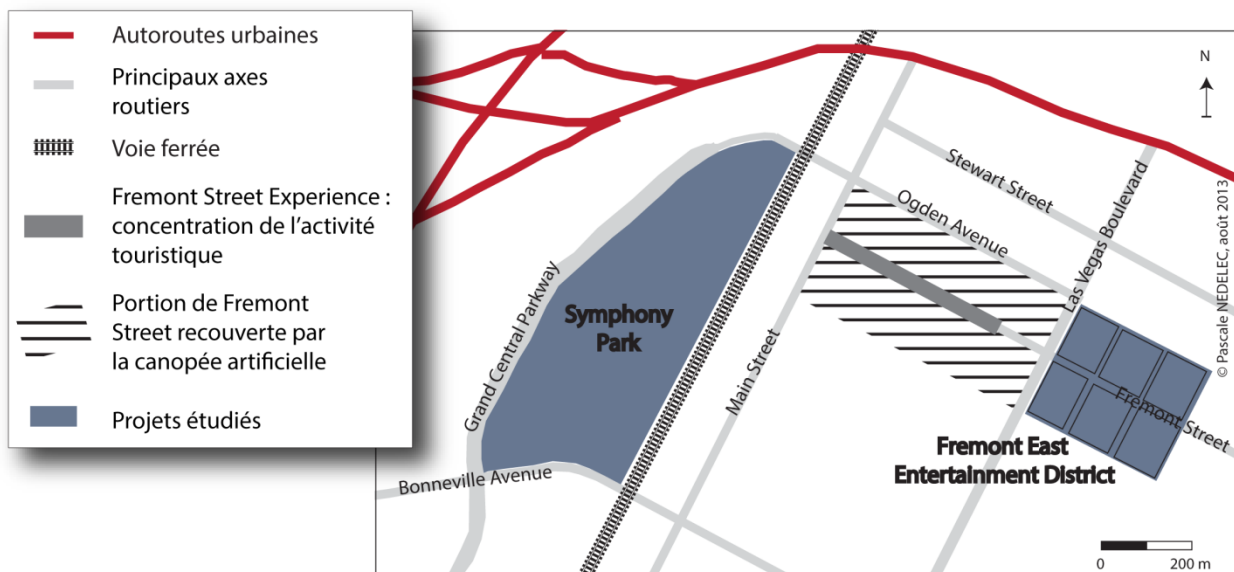 Autoroutes urbaines
Principaux axes
routiers
Voie ferrée
Fremont Street Experience :
concentration de l'activité
touristique
Portion de Fremont
Street recouverte par
la canopée artificielle
Projets étudiés
N
Stewart Street
Ogden Avenue
Las Vegas Boulevard
© Pascale NEDELEC, août 2013
Symphony
Park
Grand Central Parkway
Main Street
Fremont Street
Fremont East
Entertainment District
Bonneville Avenue
0 200 m